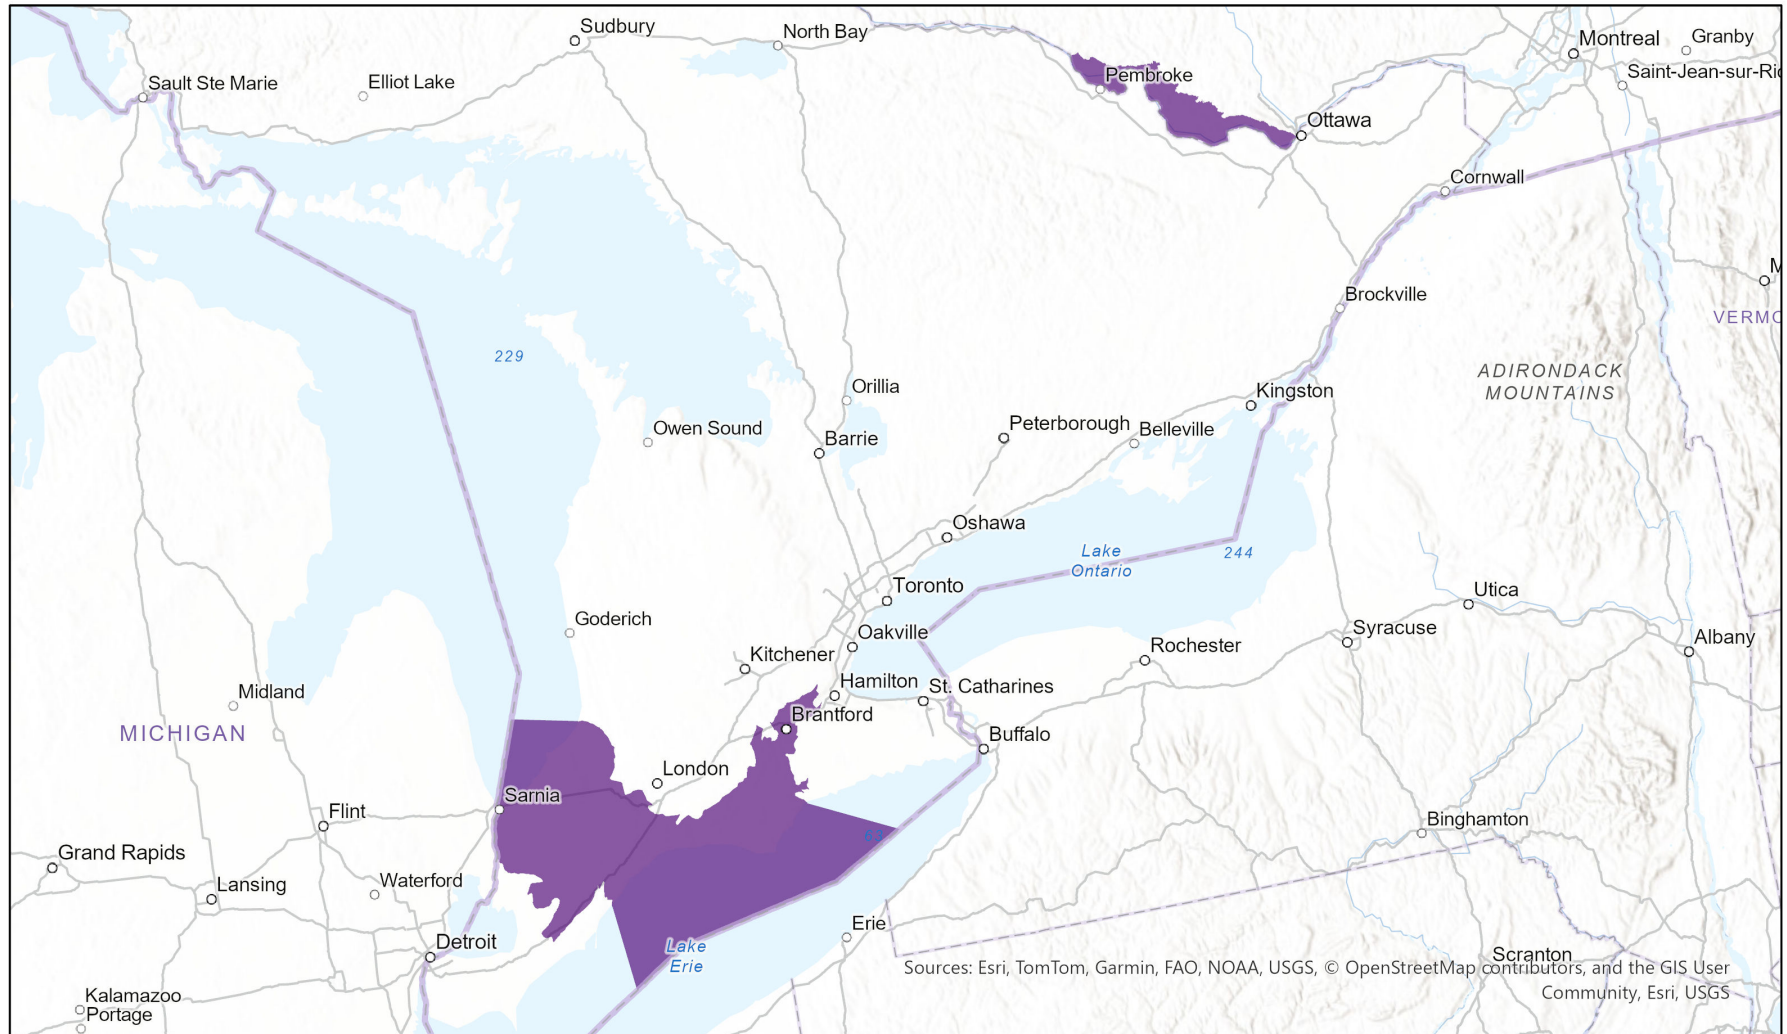 Sudbury
North Bay
Montreal
Granby
Saint-Jean-sur-Ric
Sault Ste Marie
Elliot Lake
Pembroke
Ottawa
Cornwall
M
Brockville
VERMO
229
ADIRONDACK
MOUNTAINS
Orillia
Kingston
Owen Sound
Barrie
Peterborough
Belleville
Oshawa
Lake
Ontario
244
Toronto
Utica
Goderich
Oakville
Syracuse
Albany
Kitchener
Rochester
Midland
Hamilton
St. Catharines
MICHIGAN
Brantford
Buffalo
London
Sarnia
Flint
63
Binghamton
Grand Rapids
Lansing
Waterford
Erie
Detroit
Lake
Erie
Scranton
Sources: Esri, TomTom, Garmin, FAO, NOAA, USGS, © OpenStreetMap contributors, and the GIS User
Community, Esri, USGS
Kalamazoo
Portage